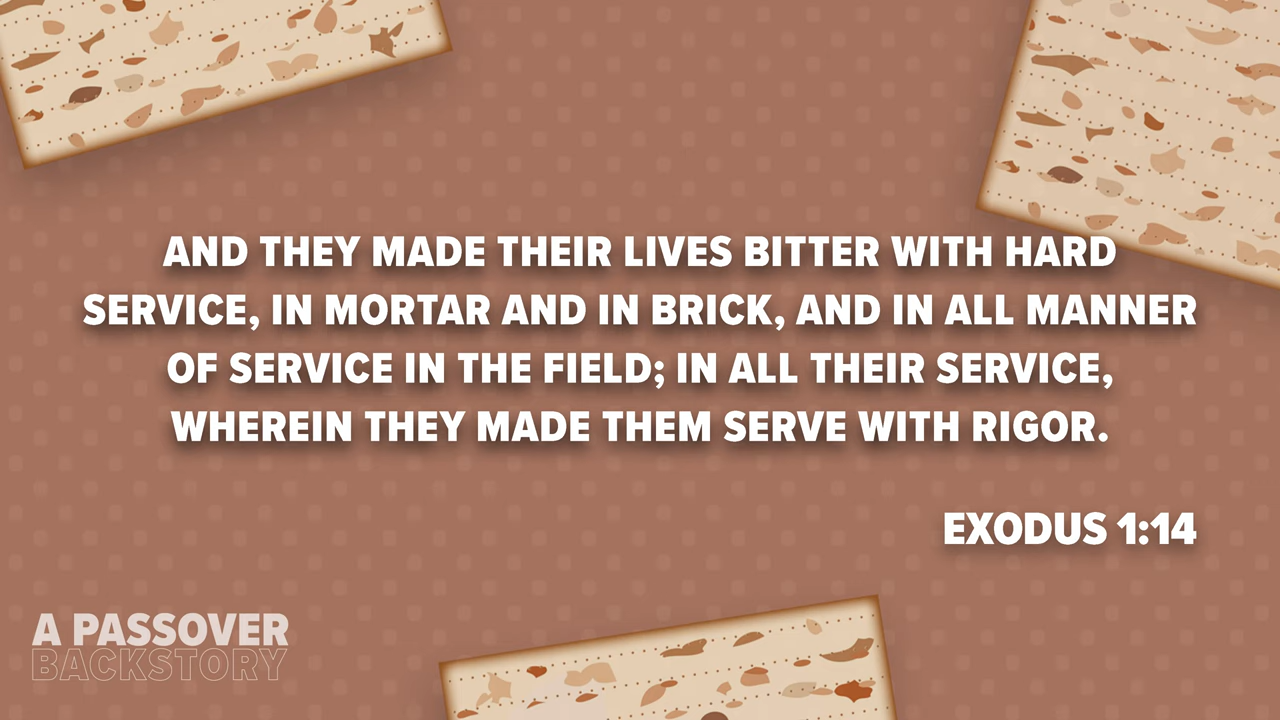 AND THEY MADE THEIR LIVES BITTER WITH HARD
SERVICE, IN MORTAR AND IN BRICK, AND IN ALL MANNER
OF SERVICE IN THE FIELD; IN ALL THEIR SERVICE,
WHEREIN THEY MADE THEM SERVE WITH RIGOR.
EXODUS 1:14
A PASSOVER
BACKSTORY